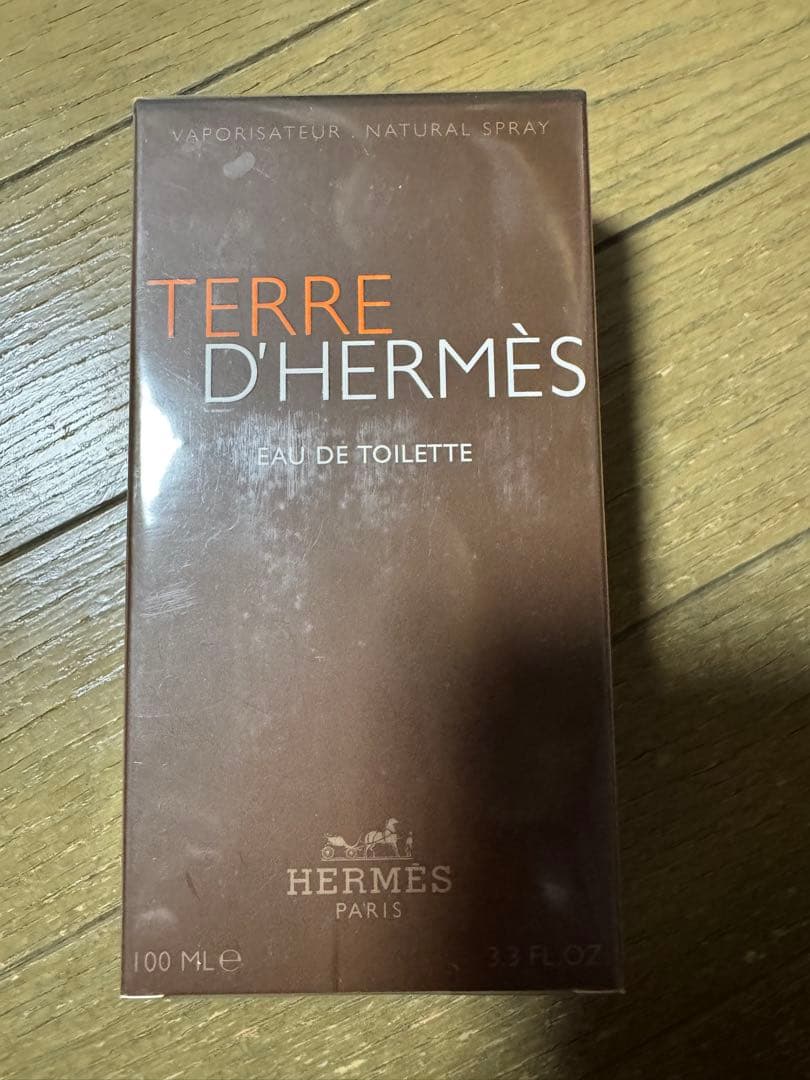 VAPORISATEUR . NATURAL SPRAY
TERRE
D'HERMÈS
EAU DE TOILETTE
HERMÈS
PARIS
100 ML e 3.3 FL.OZ